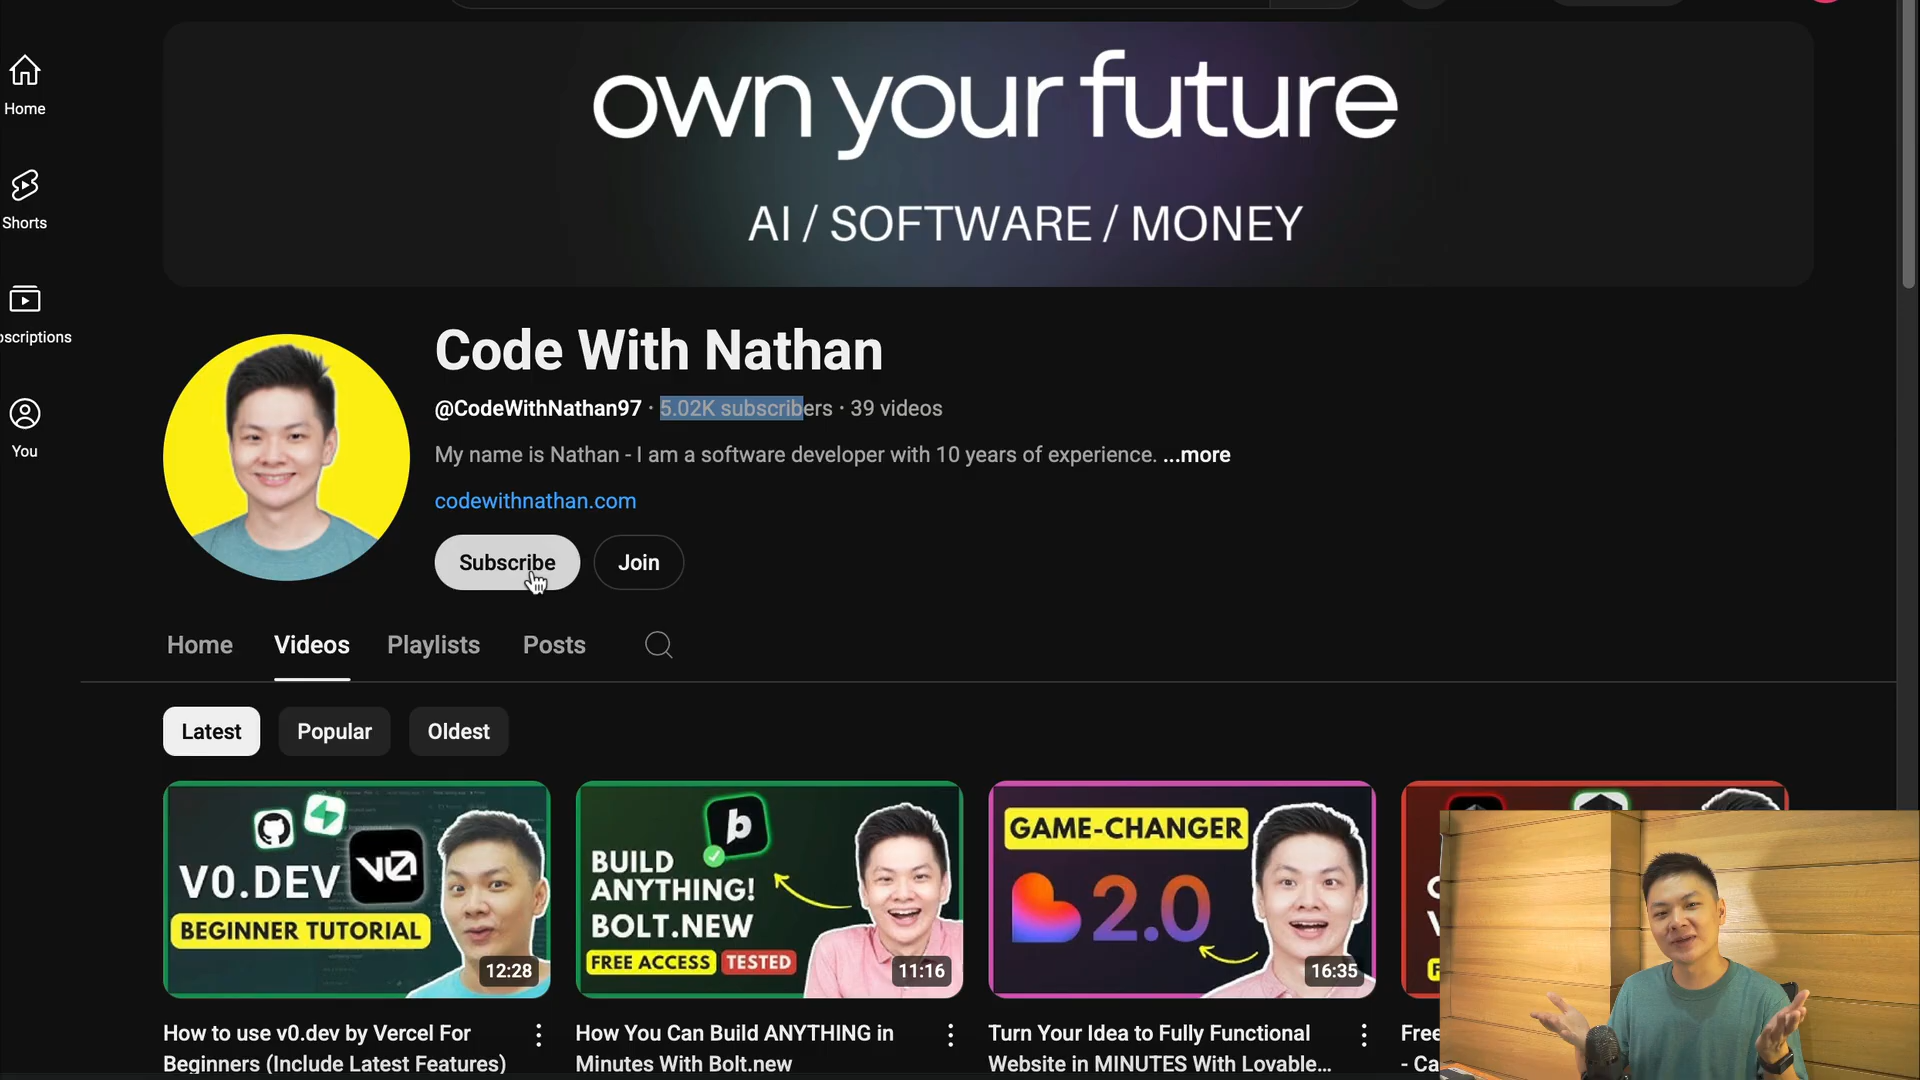 own your future
AI / SOFTWARE / MONEY
Home
Shorts
bscriptions
You
Code With Nathan
@CodeWithNathan97 · 5.02K subscribers · 39 videos
My name is Nathan - I am a software developer with 10 years of experience. ...more
codewithnathan.com
Subscribe
Join
Home Videos Playlists Posts
Latest Popular Oldest
V0.DEV
v0
BEGINNER TUTORIAL
12:28
b
BUILD
ANYTHING!
BOLT.NEW
FREE ACCESS TESTED
11:16
GAME-CHANGER
2.0
16:35
How to use v0.dev by Vercel For
Beginners (Include Latest Features)
How You Can Build ANYTHING in
Minutes With Bolt.new
Turn Your Idea to Fully Functional
Website in MINUTES With Lovable...
Free
- Ca